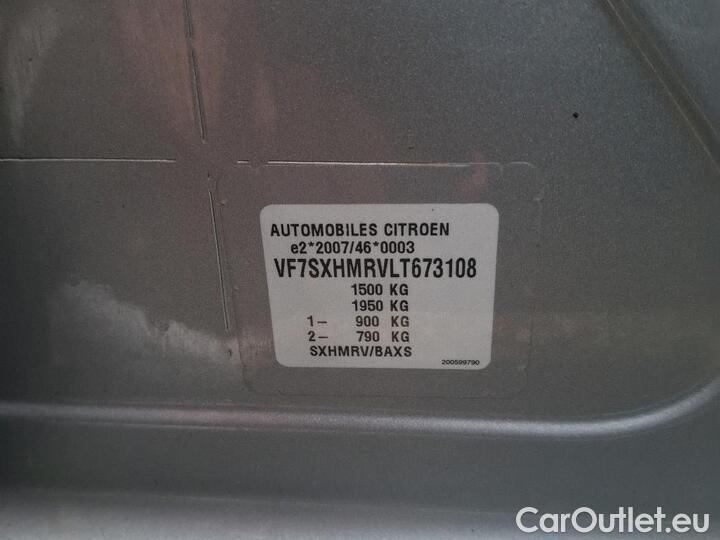 AUTOMOBILES CITROEN
e2*2007/46*0003
VF7SXHMRVLT673108
1500 KG
1950 KG
1- 900 KG
2- 790 KG
SXHMRV/BAXS
200599790
CarOutlet.eu